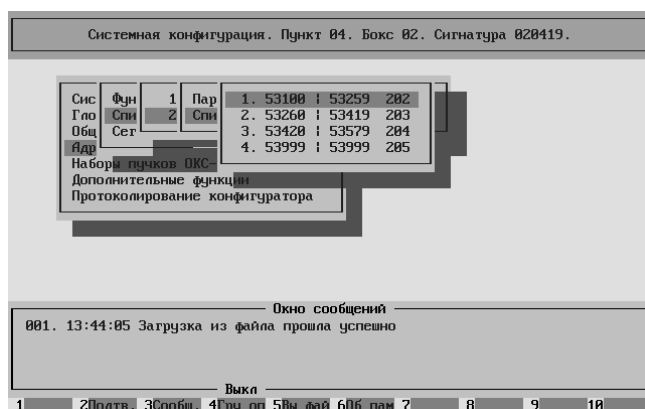 Системная конфигурация. Пункт 04. Бокс 02. Сигнатура 020419.
Сис Фун 1 Пар 1. 53100 ¦ 53259 202
Гло Спи 2 Спи 2. 53260 ¦ 53419 203
Общ Сег 3. 53420 ¦ 53579 204
Адр 4. 53999 ¦ 53999 205
Наборы пучков ОКС-
Дополнительные функции
Протоколирование конфигуратора
Окно сообщений
001. 13:44:05 Загрузка из файла прошла успешно
Выкл
1 2Подтв. 3Сообщ. 4Гру оп 5Вы фай 6Об пам 7 8 9 10